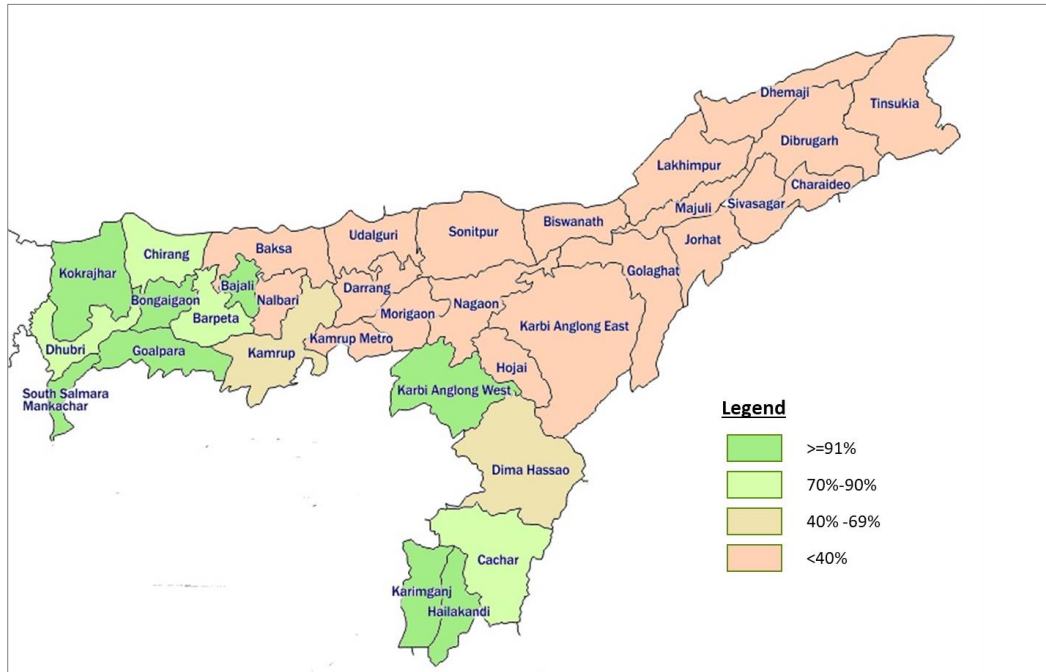 Dhemaji
Tinsukia
Dibrugarh
Lakhimpur
Charaideo
Majuli
Sivasagar
Biswanath
Sonitpur
Udalguri
Jorhat
Baksa
Chirang
Golaghat
Kokrajhar
Bajali
Darrang
Bongaigaon
Nalbari
Nagaon
Morigaon
Barpeta
Karbi Anglong East
Kamrup Metro
Dhubri
Goalpara
Kamrup
Hojai
Karbi Anglong West
South Salmara
Mankachar
Dima Hassao
Cachar
Karimganj
Hailakandi
Legend
>=91%
70%-90%
40% -69%
<40%